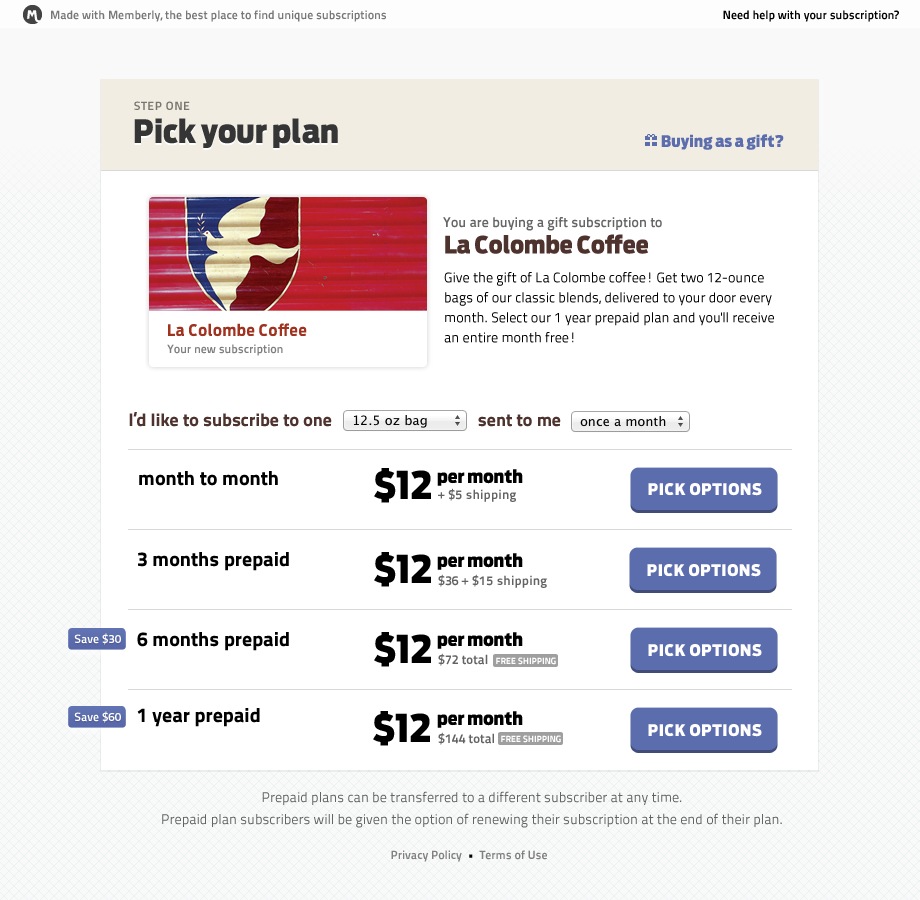 M Made with Memberly, the best place to find unique subscriptions
Need help with your subscription?
STEP ONE
Pick your plan
Buying as a gift?
You are buying a gift subscription to
La Colombe Coffee
Give the gift of La Colombe coffee! Get two 12-ounce
bags of our classic blends, delivered to your door every
month. Select our 1 year prepaid plan and you'll receive
an entire month free!
La Colombe Coffee
Your new subscription
I'd like to subscribe to one 12.5 oz bag sent to me once a month
month to month $12 per month PICK OPTIONS
+ $5 shipping
3 months prepaid $12 per month PICK OPTIONS
$36 + $15 shipping
Save $30 6 months prepaid $12 per month PICK OPTIONS
$72 total FREE SHIPPING
Save $60 1 year prepaid $12 per month PICK OPTIONS
$144 total FREE SHIPPING
Prepaid plans can be transferred to a different subscriber at any time.
Prepaid plan subscribers will be given the option of renewing their subscription at the end of their plan.
Privacy Policy • Terms of Use